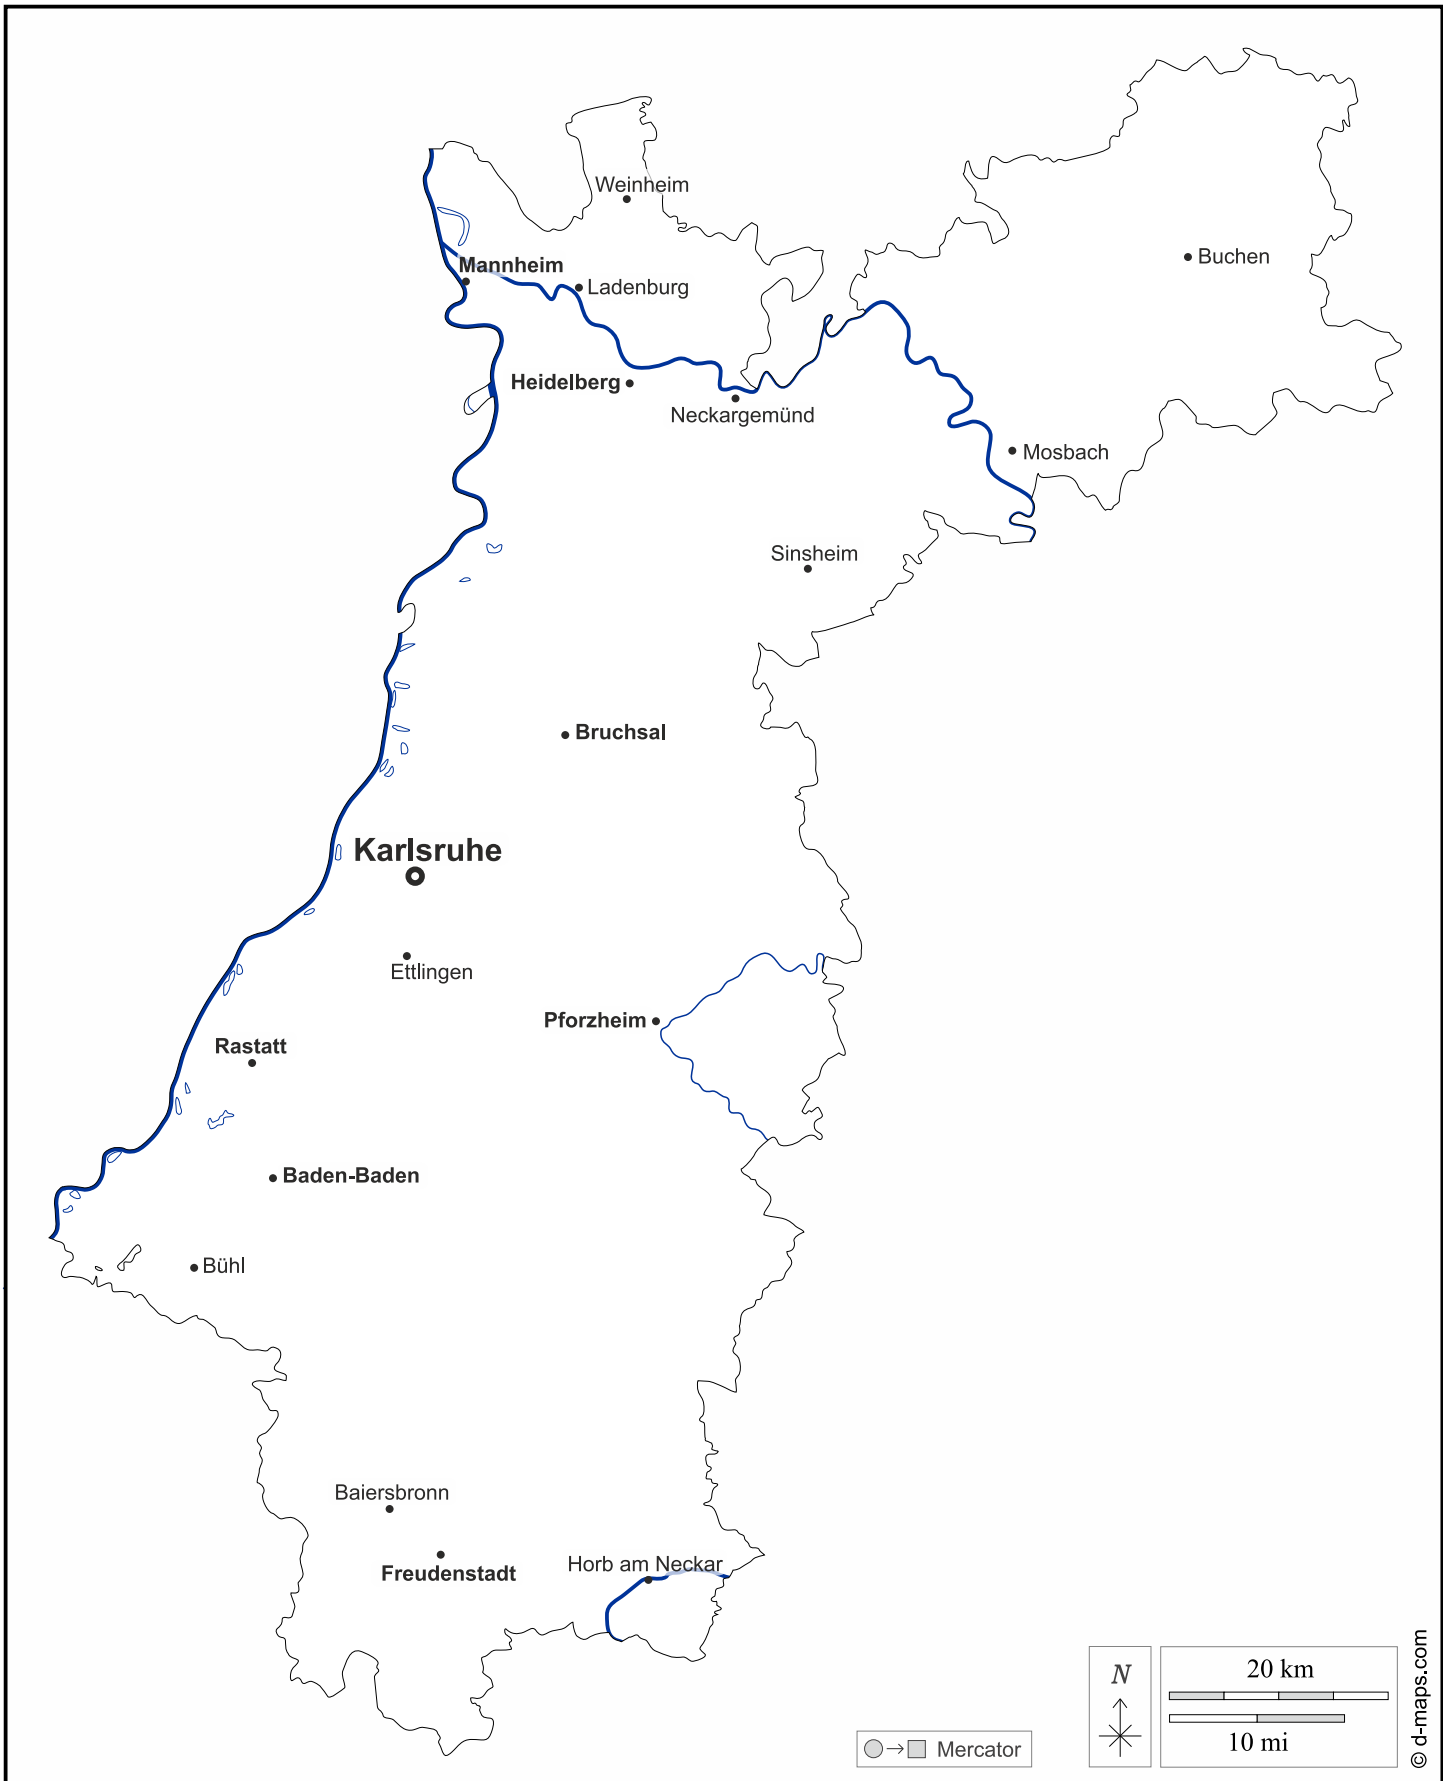 Weinheim
Buchen
Mannheim
Ladenburg
Heidelberg
Neckargemünd
Mosbach
Sinsheim
Bruchsal
Karlsruhe
Ettlingen
Pforzheim
Rastatt
Baden-Baden
Bühl
Baiersbronn
Freudenstadt
Horb am Neckar
N
20 km
10 mi
Mercator
© d-maps.com